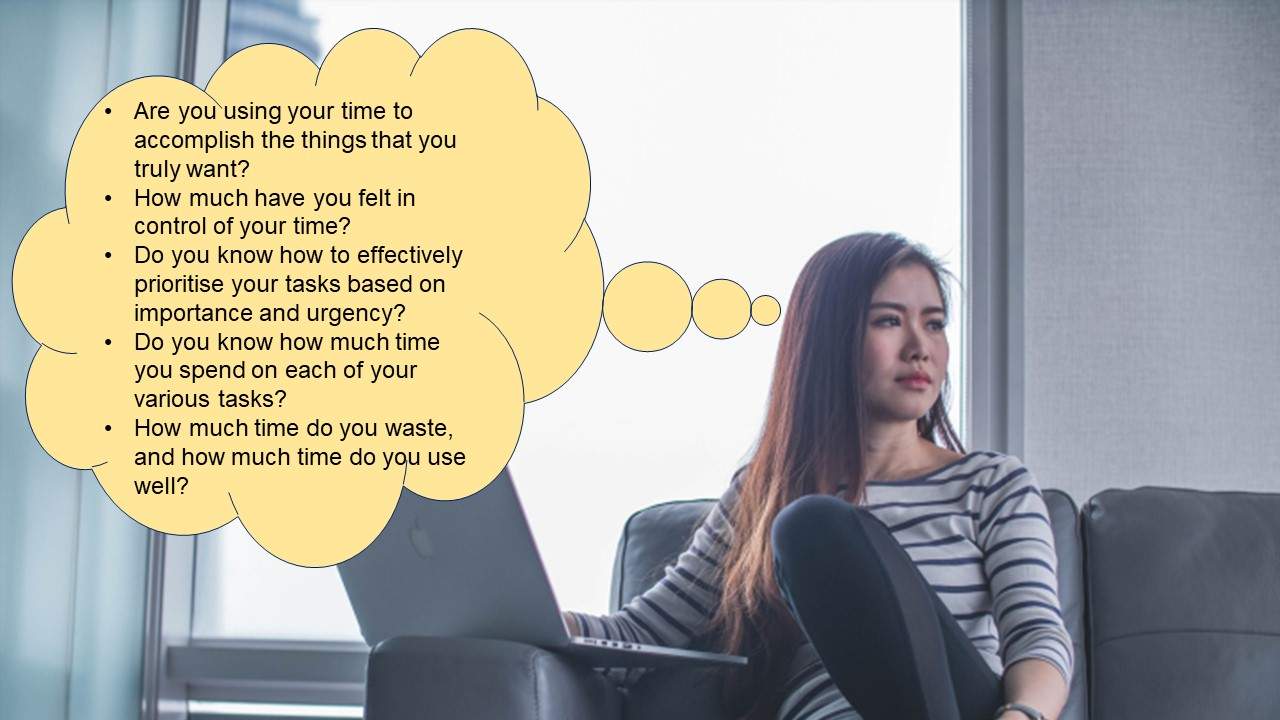 • Are you using your time to
accomplish the things that you
truly want?
• How much have you felt in
control of your time?
• Do you know how to effectively
prioritise your tasks based on
importance and urgency?
• Do you know how much time
you spend on each of your
various tasks?
• How much time do you waste,
and how much time do you use
well?